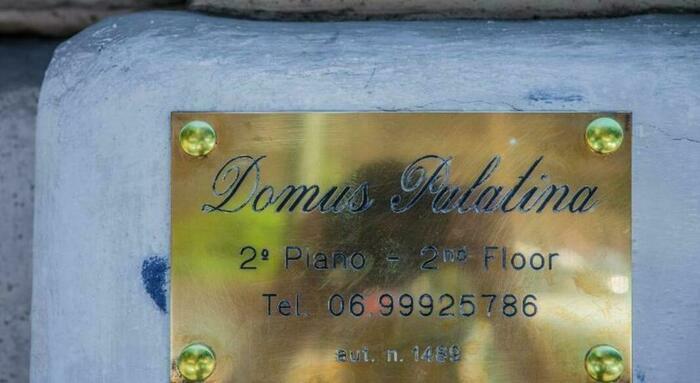 Domus Palatina
2º Piano - 2nd Floor
Tel. 06.99925786
aut. n. 1489